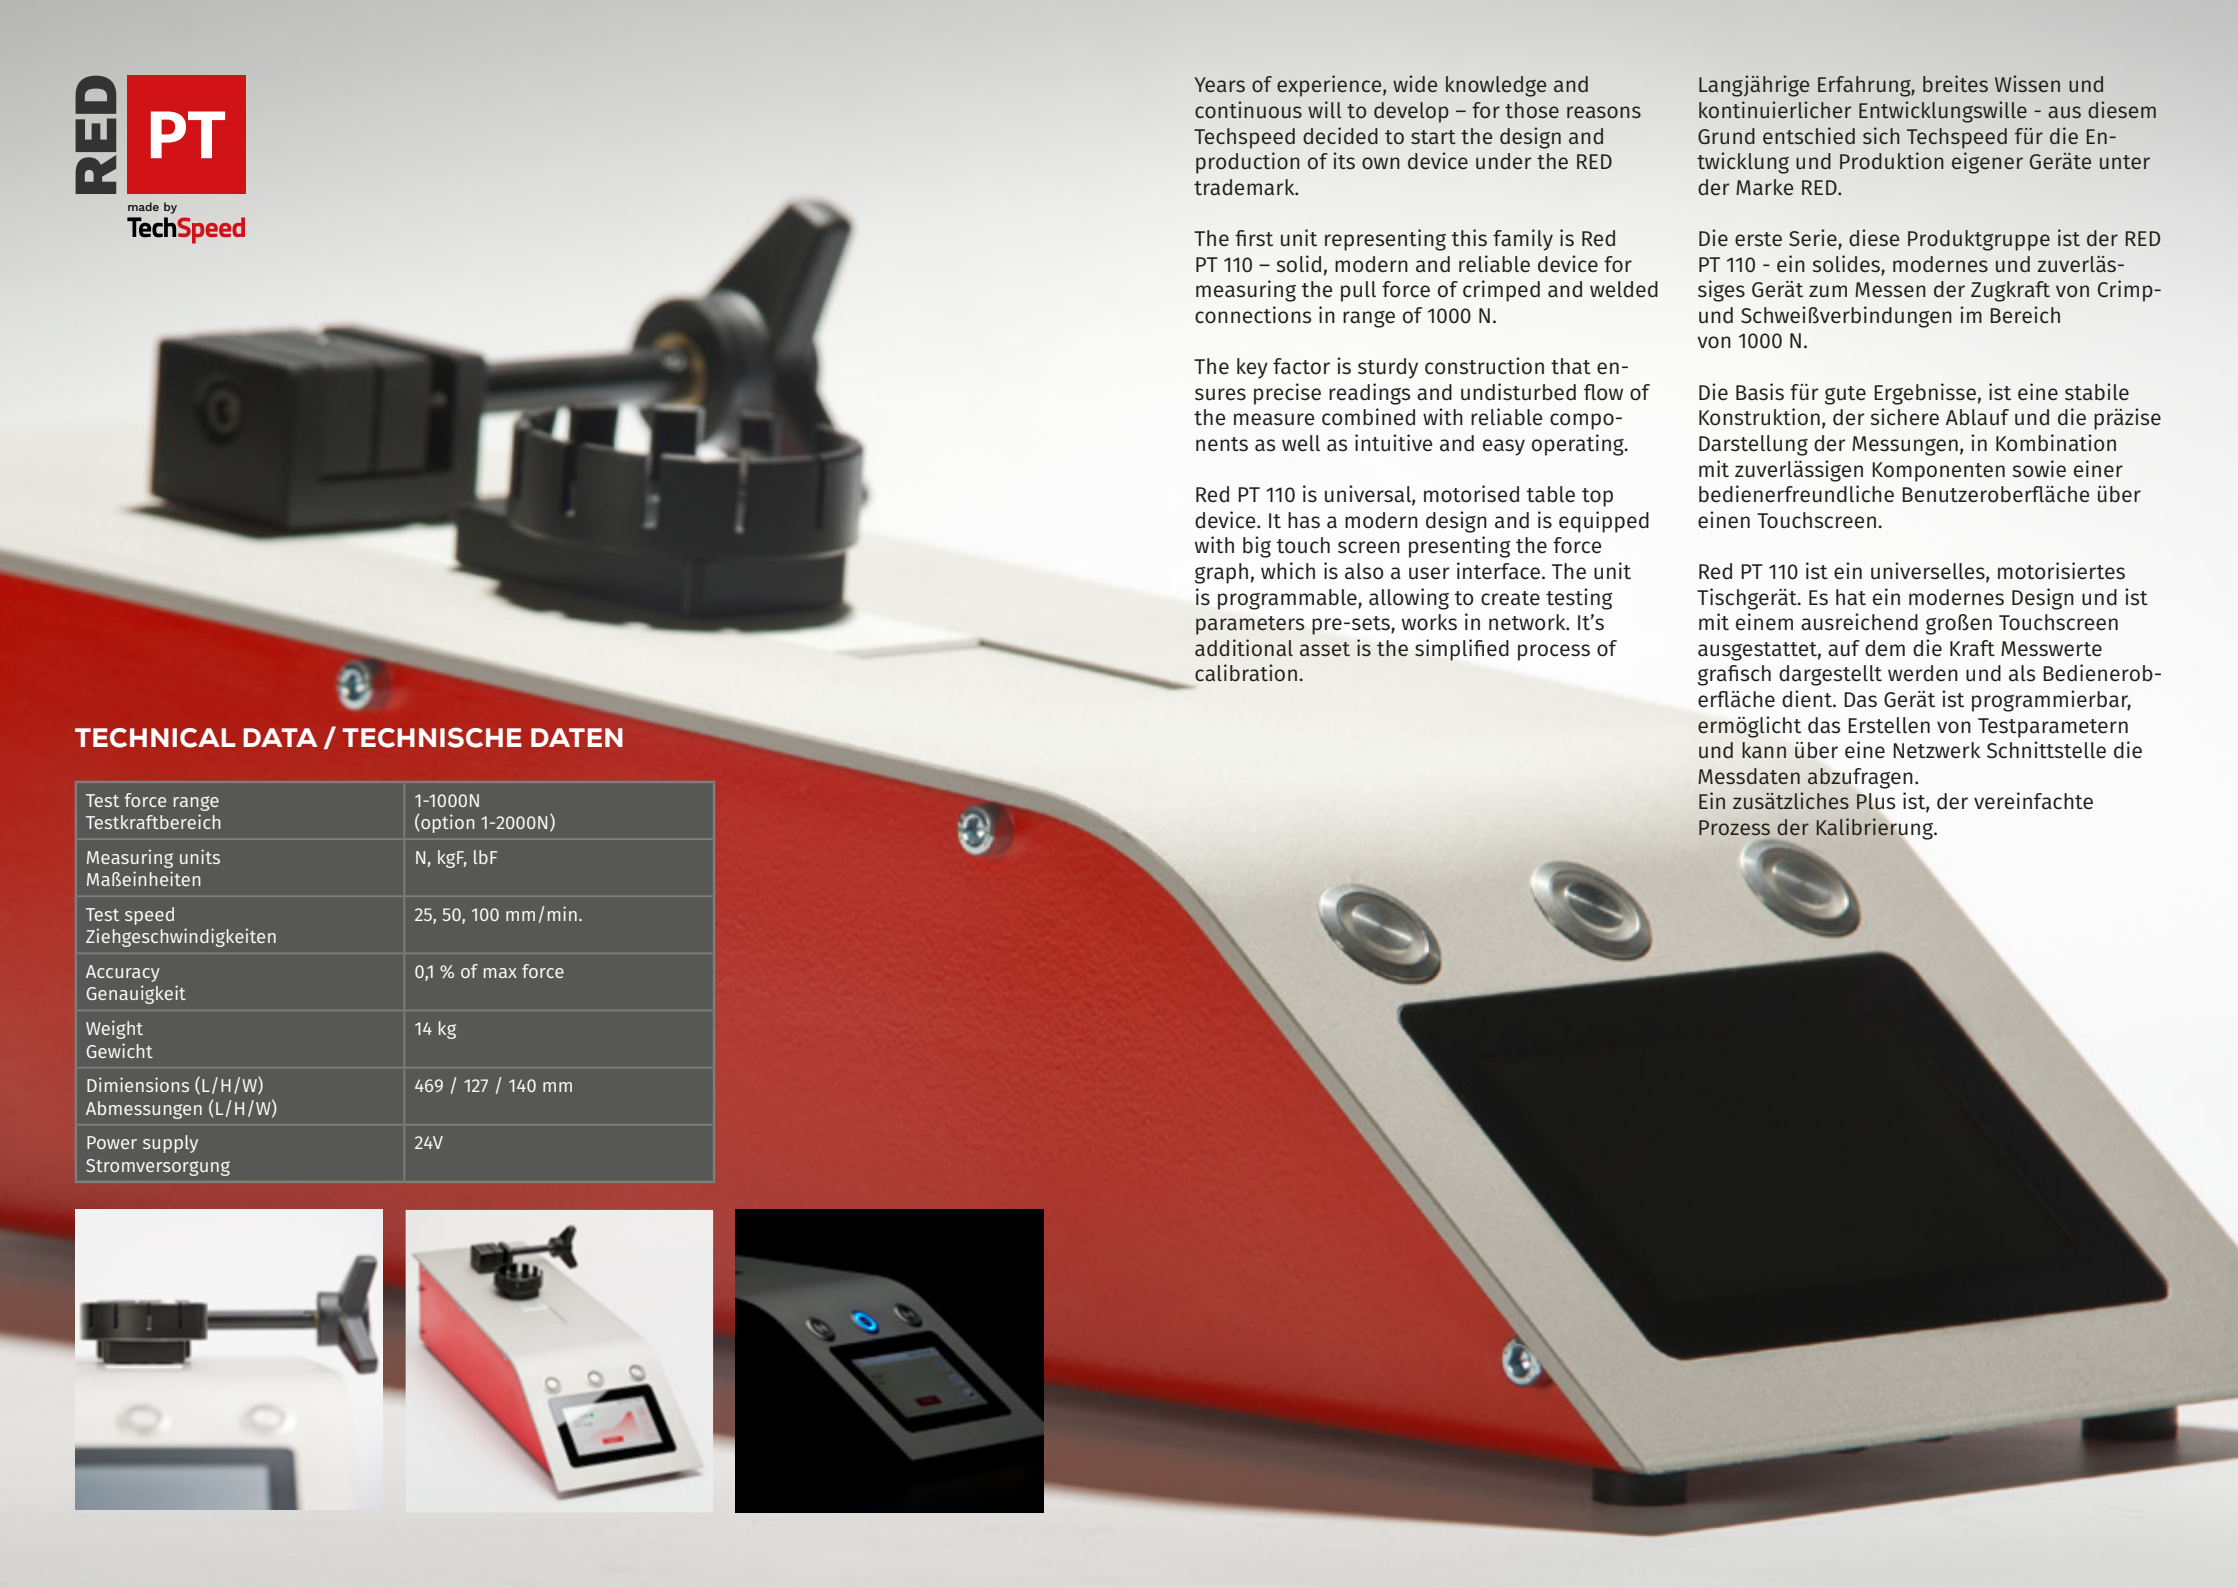 RED
PT
made by
TechSpeed
Years of experience, wide knowledge and
continuous will to develop – for those reasons
Techspeed decided to start the design and
production of its own device under the RED
trademark.
The first unit representing this family is Red
PT 110 – solid, modern and reliable device for
measuring the pull force of crimped and welded
connections in range of 1000 N.
The key factor is sturdy construction that en-
sures precise readings and undisturbed flow of
the measure combined with reliable compo-
nents as well as intuitive and easy operating.
Red PT 110 is universal, motorised table top
device. It has a modern design and is equipped
with big touch screen presenting the force
graph, which is also a user interface. The unit
is programmable, allowing to create testing
parameters pre-sets, works in network. It’s
additional asset is the simplified process of
calibration.
Langjährige Erfahrung, breites Wissen und
kontinuierlicher Entwicklungswille - aus diesem
Grund entschied sich Techspeed für die En-
twicklung und Produktion eigener Geräte unter
der Marke RED.
Die erste Serie, diese Produktgruppe ist der RED
PT 110 - ein solides, modernes und zuverläs-
siges Gerät zum Messen der Zugkraft von Crimp-
und Schweißverbindungen im Bereich
von 1000 N.
Die Basis für gute Ergebnisse, ist eine stabile
Konstruktion, der sichere Ablauf und die präzise
Darstellung der Messungen, in Kombination
mit zuverlässigen Komponenten sowie einer
bedienerfreundliche Benutzeroberfläche über
einen Touchscreen.
Red PT 110 ist ein universelles, motorisiertes
Tischgerät. Es hat ein modernes Design und ist
mit einem ausreichend großen Touchscreen
ausgestattet, auf dem die Kraft Messwerte
grafisch dargestellt werden und als Bedienerob-
erfläche dient. Das Gerät ist programmierbar,
ermöglicht das Erstellen von Testparametern
und kann über eine Netzwerk Schnittstelle die
Messdaten abzufragen.
Ein zusätzliches Plus ist, der vereinfachte
Prozess der Kalibrierung.
TECHNICAL DATA / TECHNISCHE DATEN
Test force range
Testkraftbereich
1-1000N
(option 1-2000N)
Measuring units
Maßeinheiten
N, kgF, lbF
Test speed
Ziehgeschwindigkeiten
25, 50, 100 mm/min.
Accuracy
Genauigkeit
0,1 % of max force
Weight
Gewicht
14 kg
Dimiensions (L/H/W)
Abmessungen (L/H/W)
469 / 127 / 140 mm
Power supply
Stromversorgung
24V